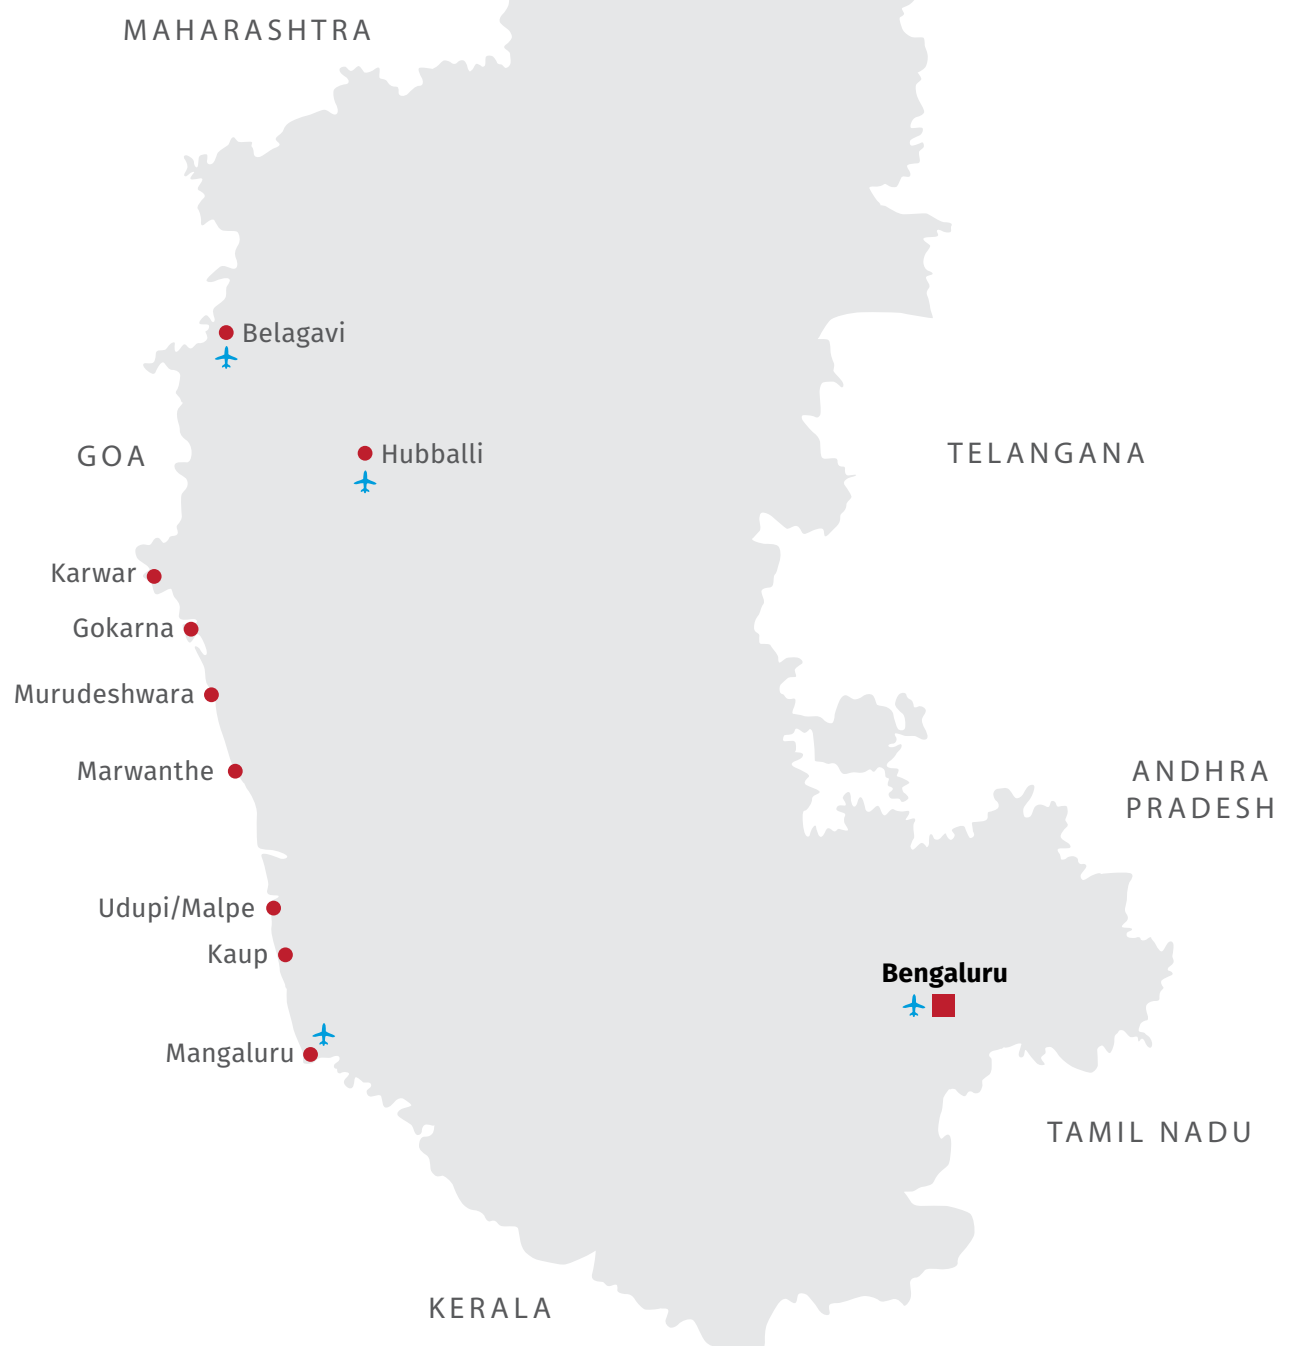 MAHARASHTRA
Belagavi
GOA
Hubballi
TELANGANA
Karwar
Gokarna
Murudeshwara
Marwanthe
ANDHRA
PRADESH
Udupi/Malpe
Kaup
Bengaluru
Mangaluru
TAMIL NADU
KERALA